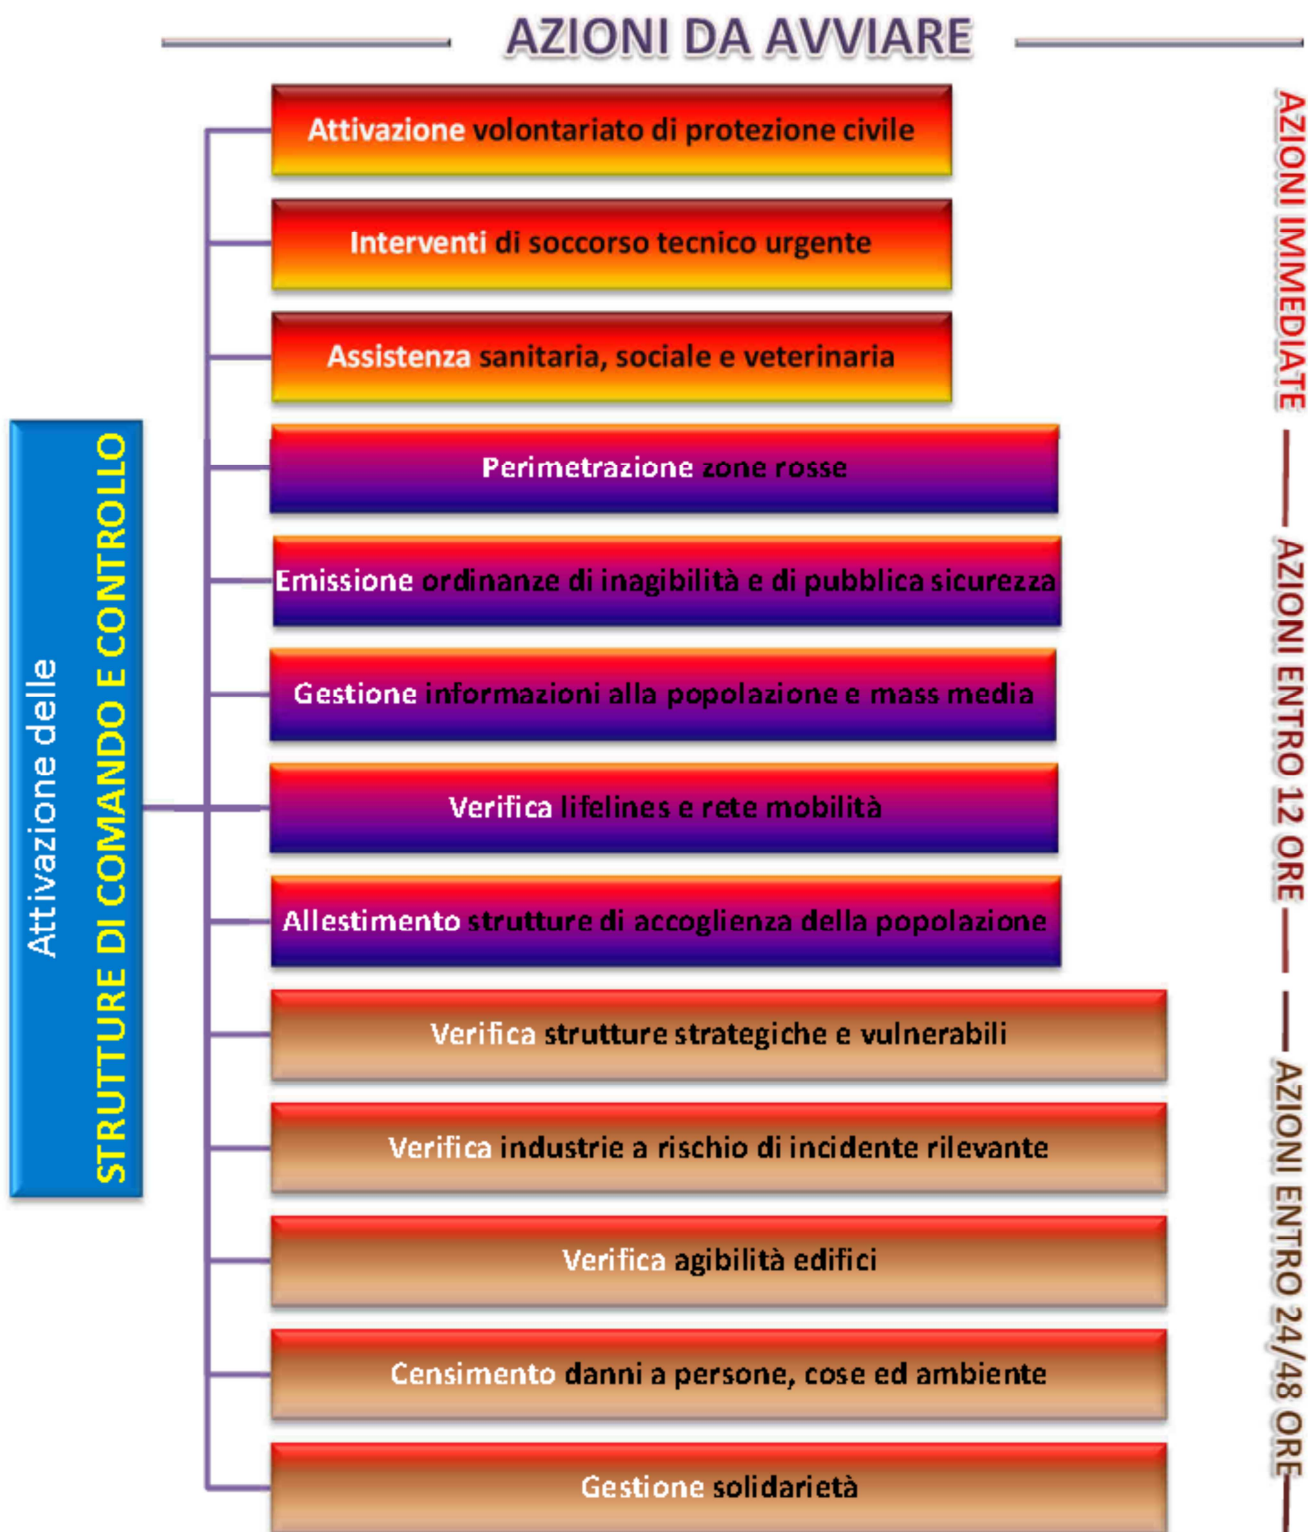 AZIONI DA AVVIARE
Attivazione delle
STRUTTURE DI COMANDO E CONTROLLO
Attivazione volontariato di protezione civile
Interventi di soccorso tecnico urgente
Assistenza sanitaria, sociale e veterinaria
AZIONI IMMEDIATE
Perimetrazione zone rosse
Emissione ordinanze di inagibilità e di pubblica sicurezza
Gestione informazioni alla popolazione e mass media
Verifica lifelines e rete mobilità
Allestimento strutture di accoglienza della popolazione
AZIONI ENTRO 12 ORE
Verifica strutture strategiche e vulnerabili
Verifica industrie a rischio di incidente rilevante
Verifica agibilità edifici
Censimento danni a persone, cose ed ambiente
Gestione solidarietà
AZIONI ENTRO 24/48 ORE